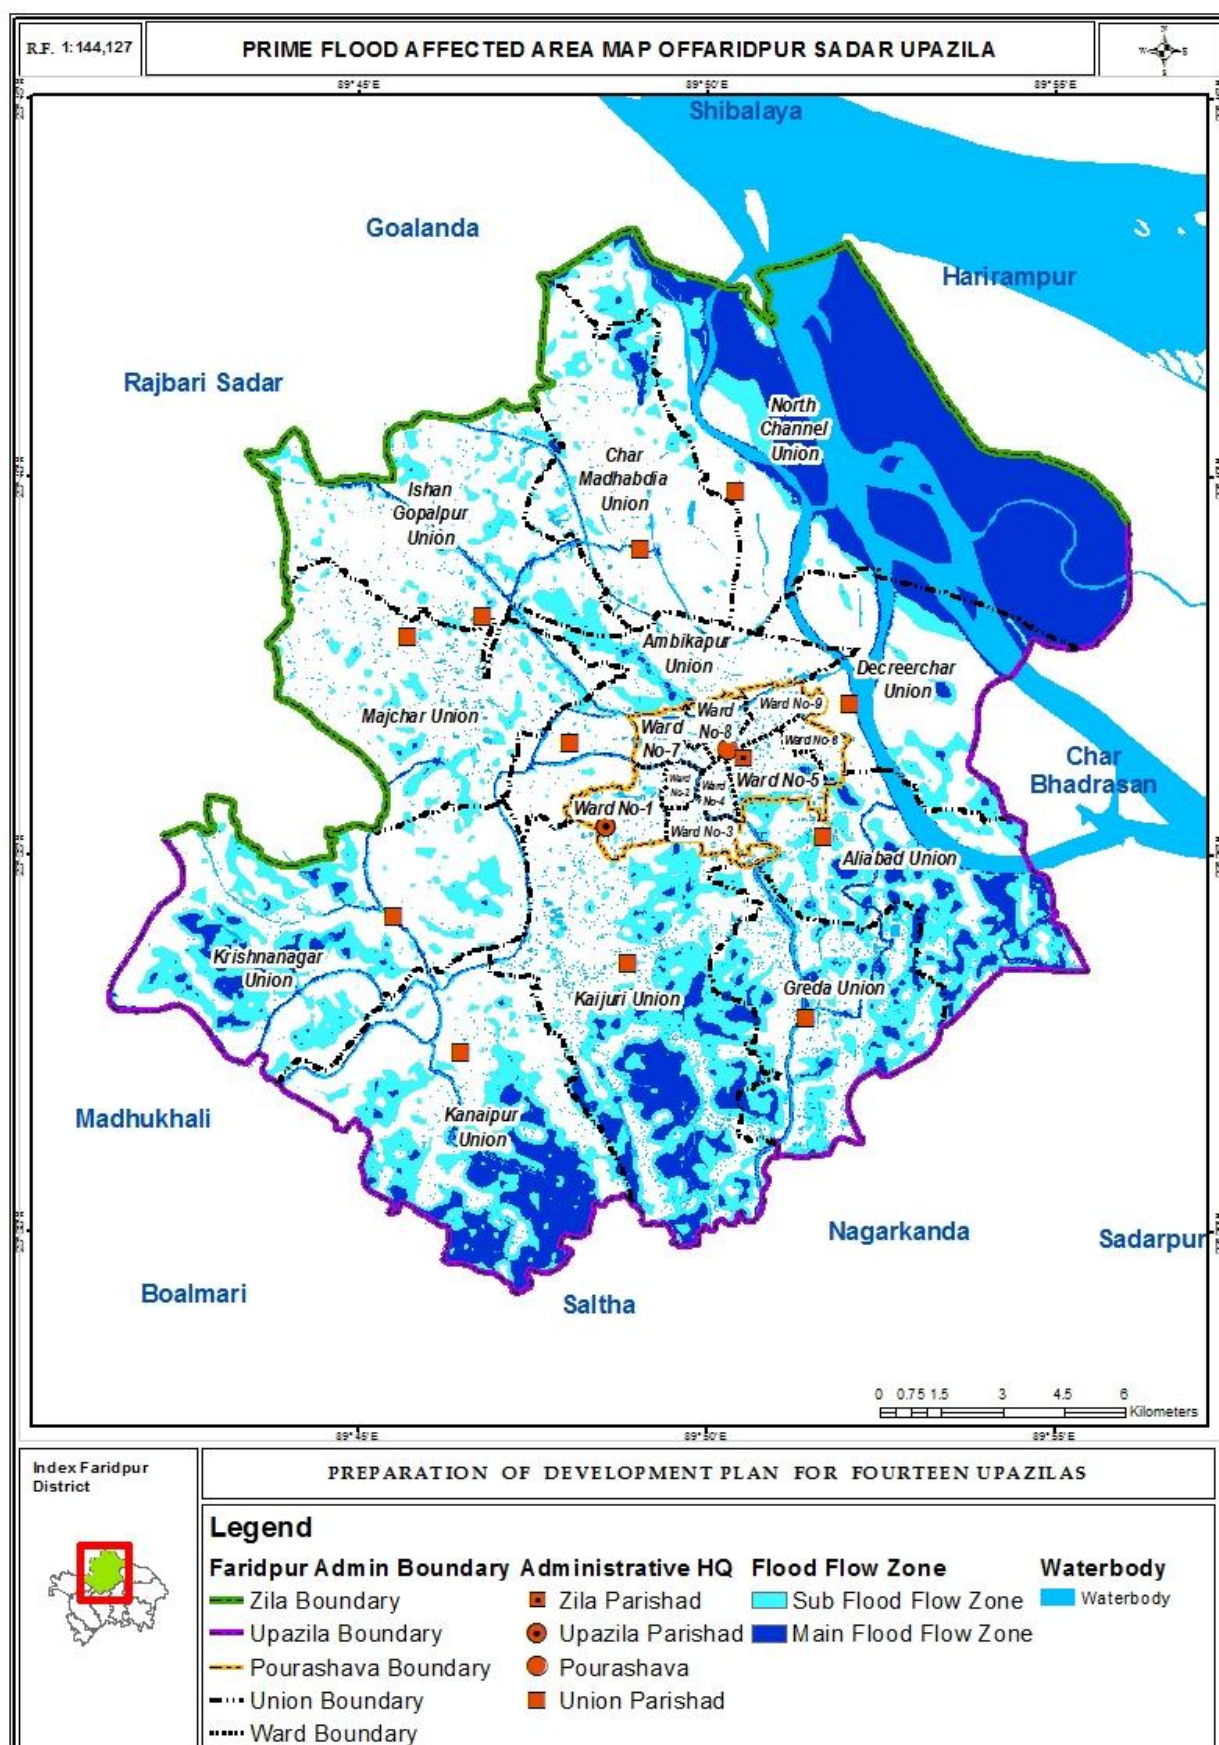 R.F. 1:144,127
PRIME FLOOD AFFECTED AREA MAP OFFARIDPUR SADAR UPAZILA
N
W
S
89°45'E
89°50'E
89°55'E
Shibalaya
Goalanda
Harirampur
Rajbari Sadar
North
Channel
Union
Char
Madhabdia
Union
Ishan
Gopalpur
Union
Ambikapur
Union
Decreerchar
Union
Majchar Union
Ward
No-8
Ward No-9
Ward
No-7
Ward No-6
Char
Bhadrasan
Ward
No-2
Ward
No-4
Ward No-5
Ward No-1
Ward No-3
Aliabad Union
Krishnanagar
Union
Kaijuri Union
Greda Union
Madhukhali
Kanaipur
Union
Nagarkanda
Sadarpur
Boalmari
Saltha
0 0.75 1.5 3 4.5 6
Kilometers
89°45'E
89°50'E
89°55'E
Index Faridpur
District
PREPARATION OF DEVELOPMENT PLAN FOR FOURTEEN UPAZILAS
Legend
Faridpur Admin Boundary
Zila Boundary
Upazila Boundary
Pourashava Boundary
Union Boundary
Ward Boundary
Administrative HQ
Zila Parishad
Upazila Parishad
Pourashava
Union Parishad
Flood Flow Zone
Sub Flood Flow Zone
Main Flood Flow Zone
Waterbody
Waterbody